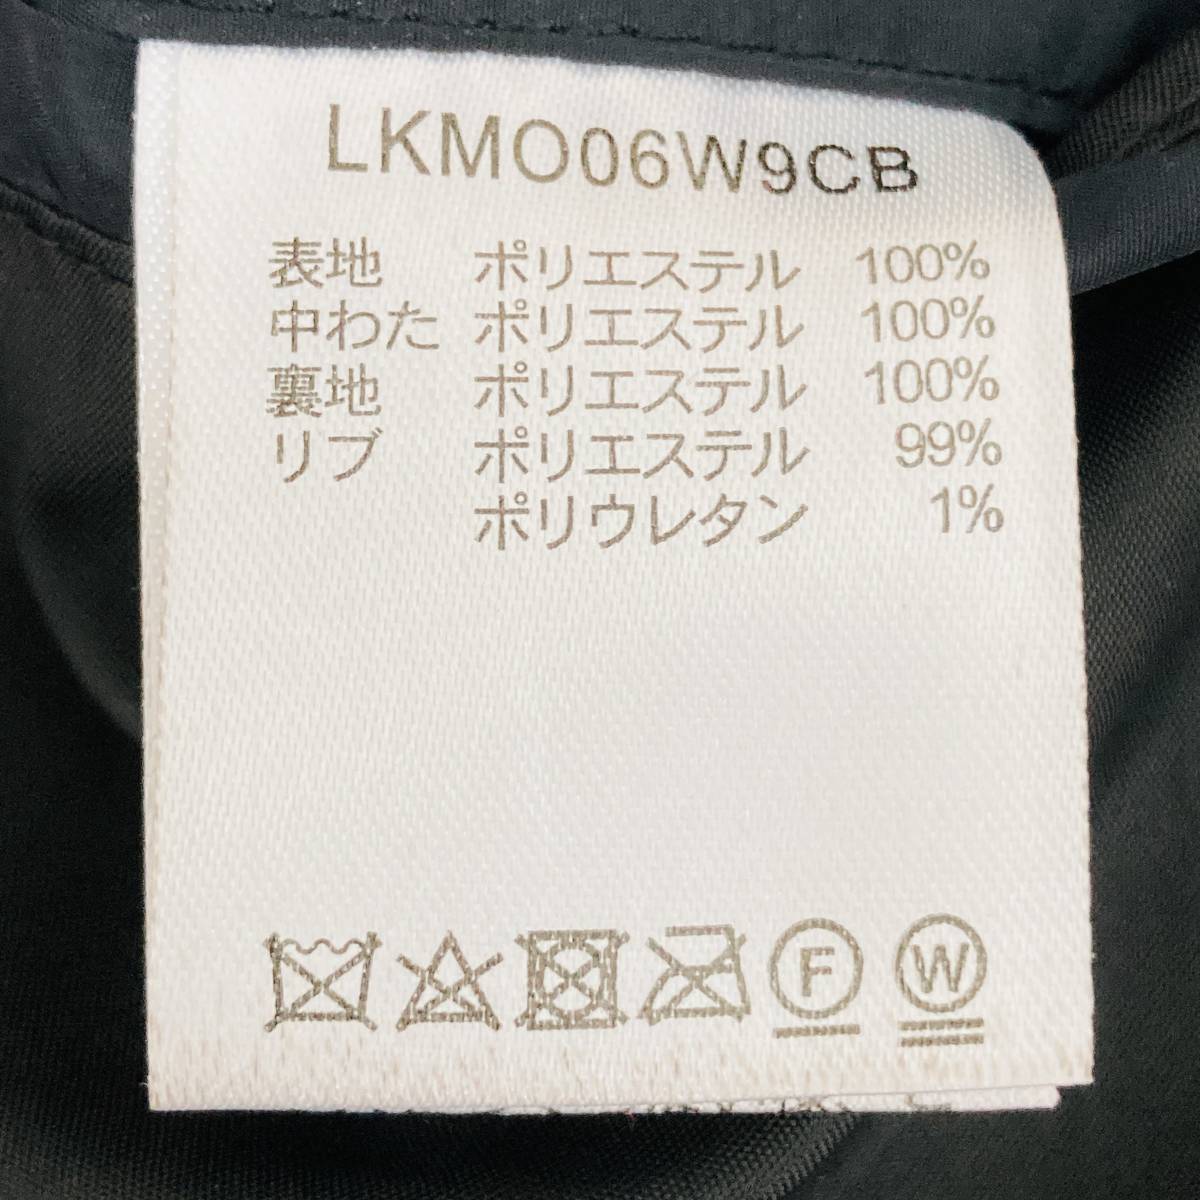 LKMO06W9CB
表地 ポリエステル 100%
中わた ポリエステル 100%
裏地 ポリエステル 100%
リブ ポリエステル 99%
ポリウレタン 1%
F W